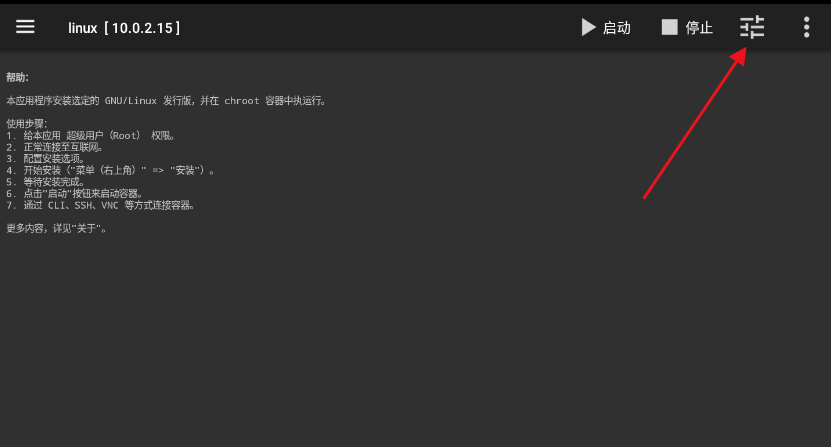 linux [ 10.0.2.15 ]
启动
停止
帮助:
本应用程序安装选定的 GNU/Linux 发行版，并在 chroot 容器中执运行。
使用步骤:
1. 给本应用 超级用户（Root） 权限。
2. 正常连接至互联网。
3. 配置安装选项。
4. 开始安装（"菜单（右上角）" => "安装"）。
5. 等待安装完成。
6. 点击"启动"按钮来启动容器。
7. 通过 CLI、SSH、VNC 等方式连接容器。
更多内容，详见"关于"。